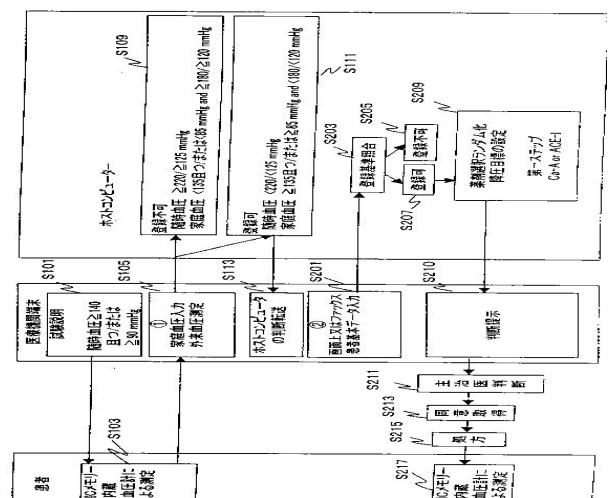 ホストコンピューター
S109
登録不可
随時血圧 ≧220/≧125 mmHg
家庭血圧 <135且つ/または<85 mmHg and ≧180/≧120 mmHg
S111
登録可
随時血圧 <220/<125 mmHg
家庭血圧 ≧135且つ/または≧85 mmHg and <180/<120 mmHg
S203
登録基準照合
S205
登録不可
S207
登録可
S209
薬剤選択ランダム化
降圧目標の設定
第一ステップ
Ca-A or ACE-I
医療機関端末
S101
試験説明
随時血圧≧140
且つ/または
≧90 mmHg
S105
①
家庭血圧入力
外来血圧測定
S113
ホストコンピュータ
の判断転送
S201
②
画面上又はファックス
患者基本データ入力
S210
判断提示
S211
主治医判断
S213
同意取得
S215
処方
患者
S103
ICメモリー
内蔵
血圧計に
よる測定
S217
ICメモリー
内蔵
血圧計に
よる測定